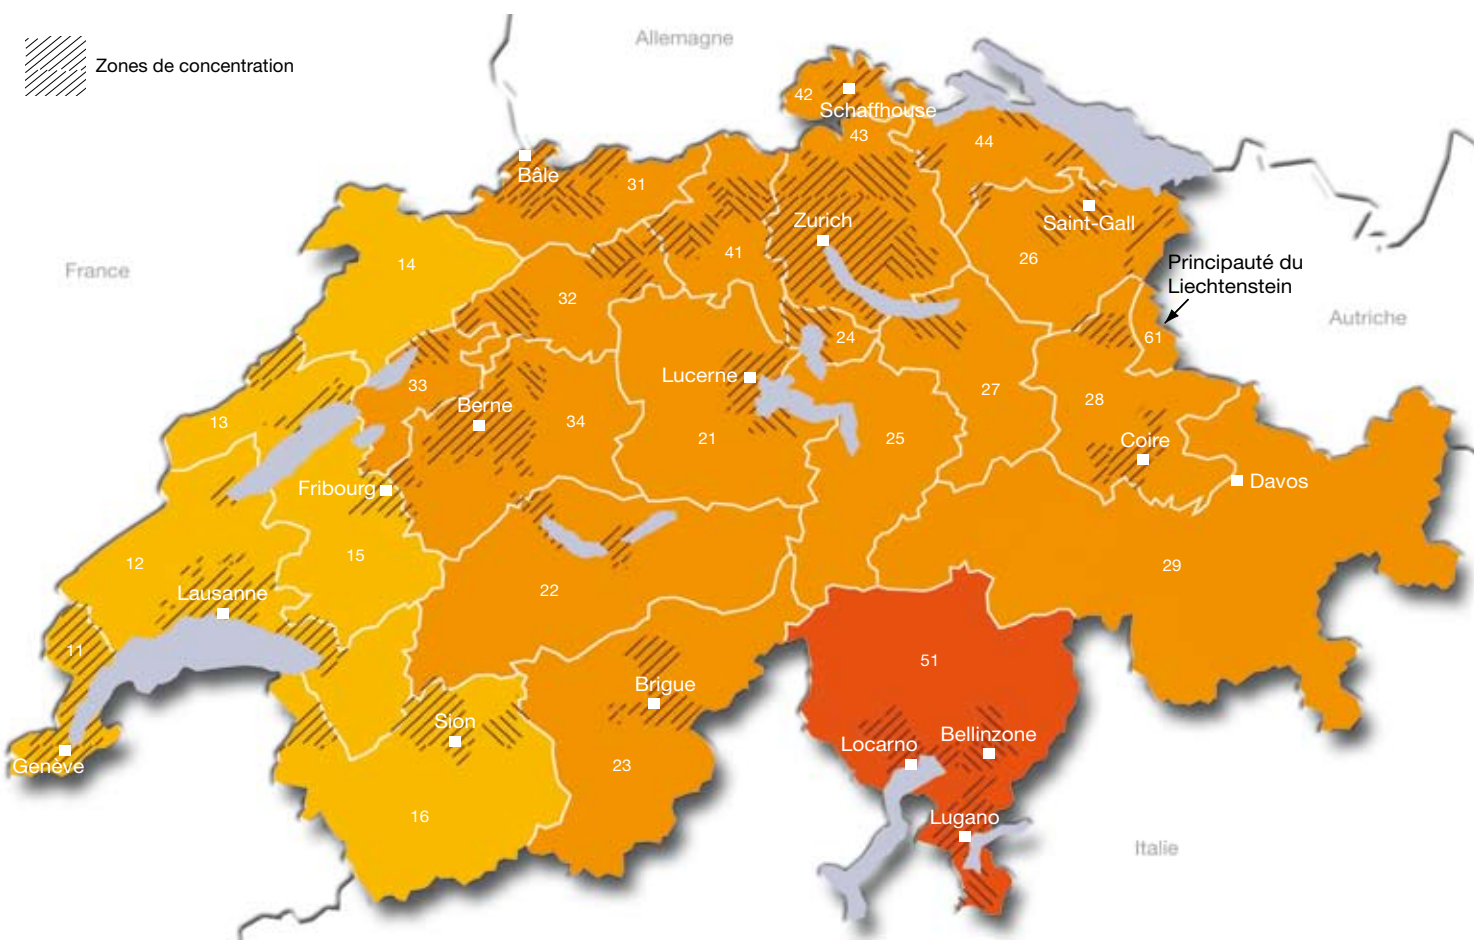 Allemagne
Zones de concentration
42
Schaffhouse
43
44
Bâle
31
Zurich
Saint-Gall
14
41
26
Principauté du
Liechtenstein
France
32
Autriche
24
61
Lucerne
33
27
28
Berne
13
34
21
25
Coire
Fribourg
Davos
12
15
22
29
Lausanne
11
51
Brigue
Sion
Locarno
Bellinzone
Genève
23
16
Lugano
Italie